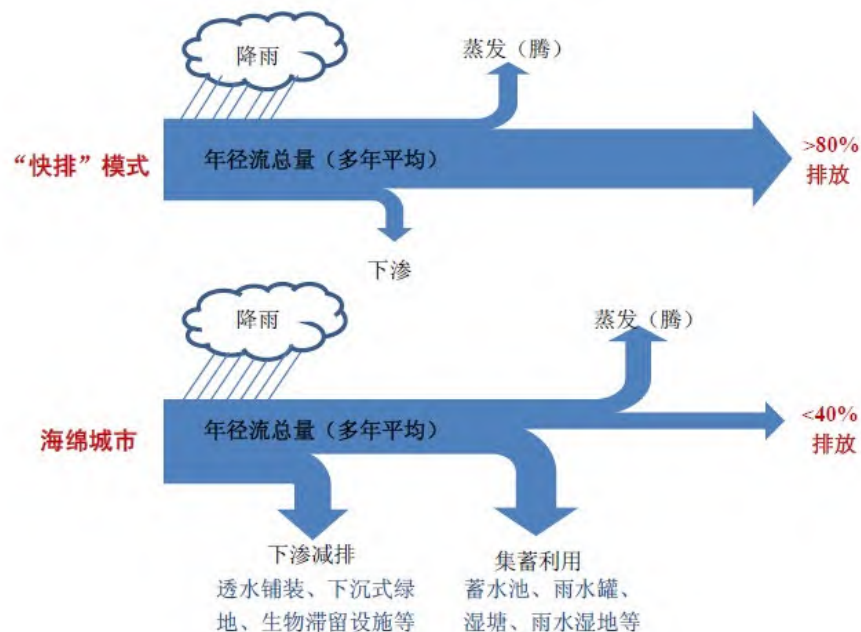 降雨
蒸发（腾）
“快排”模式
年径流总量（多年平均）
>80%
排放
下渗
降雨
蒸发（腾）
海绵城市
年径流总量（多年平均）
<40%
排放
下渗减排
透水铺装、下沉式绿
地、生物滞留设施等
集蓄利用
蓄水池、雨水罐、
湿塘、雨水湿地等